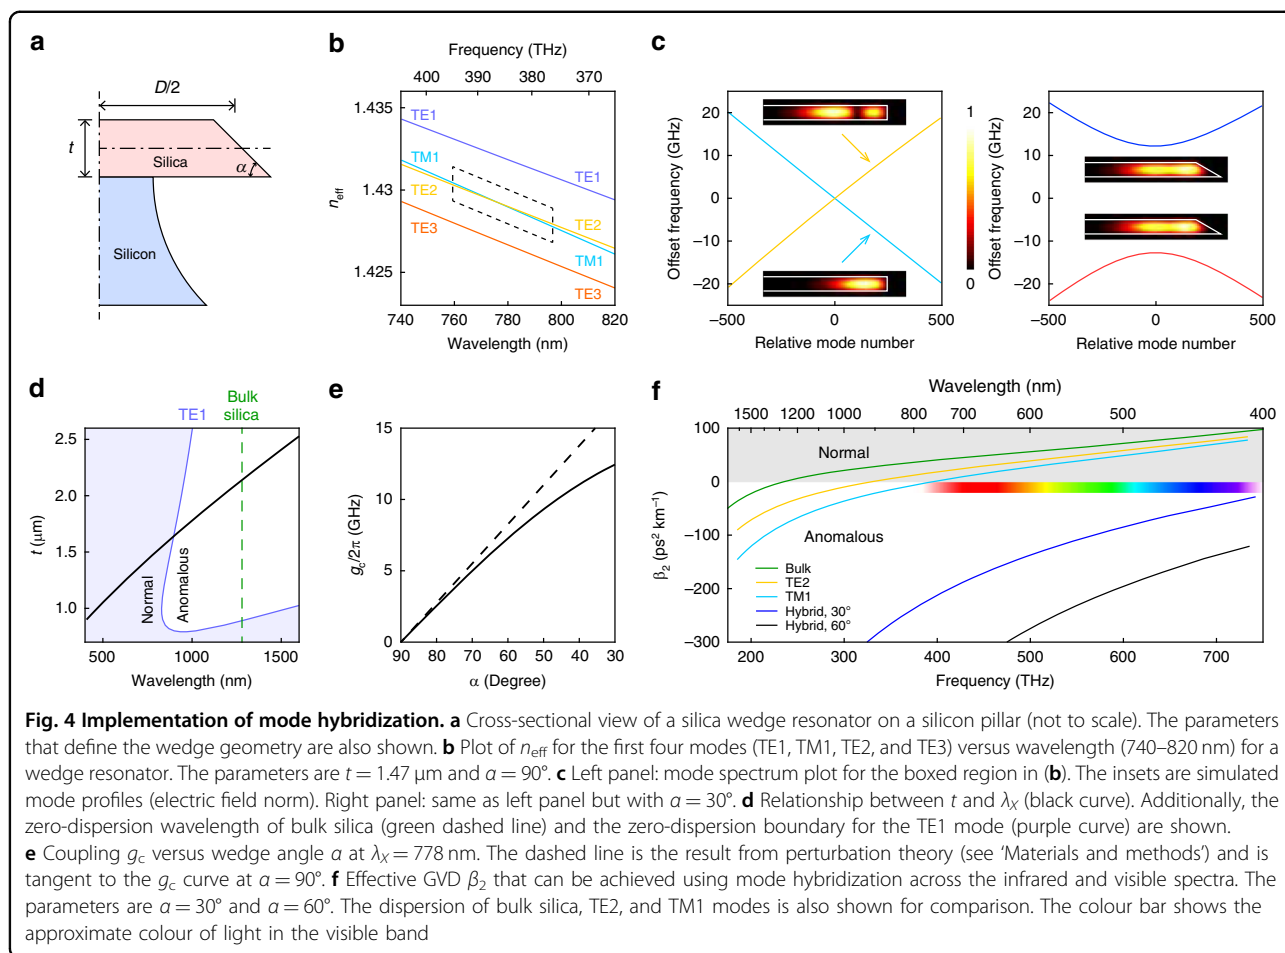 a
D/2
t
Silica
α
Silicon
b
Frequency (THz)
400
390
380
370
1.435
1.43
1.425
n_eff
TE1
TM1
TE2
TE3
TE1
TE2
TM1
TE3
740
760
780
800
820
Wavelength (nm)
c
Offset frequency (GHz)
20
10
0
−10
−20
−500
0
500
Relative mode number
1
0
Offset frequency (GHz)
20
10
0
−10
−20
−500
0
500
Relative mode number
d
TE1
Bulk
silica
t (μm)
2.5
2.0
1.5
1.0
Normal
Anomalous
500
1000
1500
Wavelength (nm)
e
g_c/2π (GHz)
15
10
5
0
90
80
70
60
50
40
30
α (Degree)
f
Wavelength (nm)
1500
1200
1000
800
700
600
500
400
β₂ (ps² km⁻¹)
100
0
−100
−200
−300
Normal
Anomalous
Bulk
TE2
TM1
Hybrid, 30°
Hybrid, 60°
200
300
400
500
600
700
Frequency (THz)
Fig. 4 Implementation of mode hybridization. a Cross-sectional view of a silica wedge resonator on a silicon pillar (not to scale). The parameters
that define the wedge geometry are also shown. b Plot of n_eff for the first four modes (TE1, TM1, TE2, and TE3) versus wavelength (740–820 nm) for a
wedge resonator. The parameters are t = 1.47 μm and α = 90°. c Left panel: mode spectrum plot for the boxed region in (b). The insets are simulated
mode profiles (electric field norm). Right panel: same as left panel but with α = 30°. d Relationship between t and λ_X (black curve). Additionally, the
zero-dispersion wavelength of bulk silica (green dashed line) and the zero-dispersion boundary for the TE1 mode (purple curve) are shown.
e Coupling g_c versus wedge angle α at λ_X = 778 nm. The dashed line is the result from perturbation theory (see ‘Materials and methods’) and is
tangent to the g_c curve at α = 90°. f Effective GVD β₂ that can be achieved using mode hybridization across the infrared and visible spectra. The
parameters are α = 30° and α = 60°. The dispersion of bulk silica, TE2, and TM1 modes is also shown for comparison. The colour bar shows the
approximate colour of light in the visible band